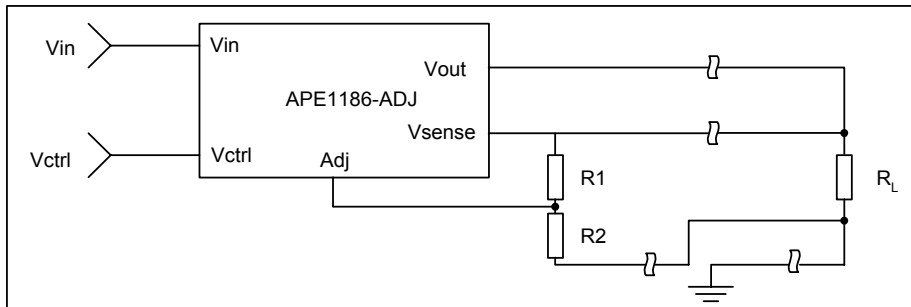 Vin
Vin
Vout
APE1186-ADJ
Vsense
Vctrl
Vctrl
Adj
R1
RL
R2